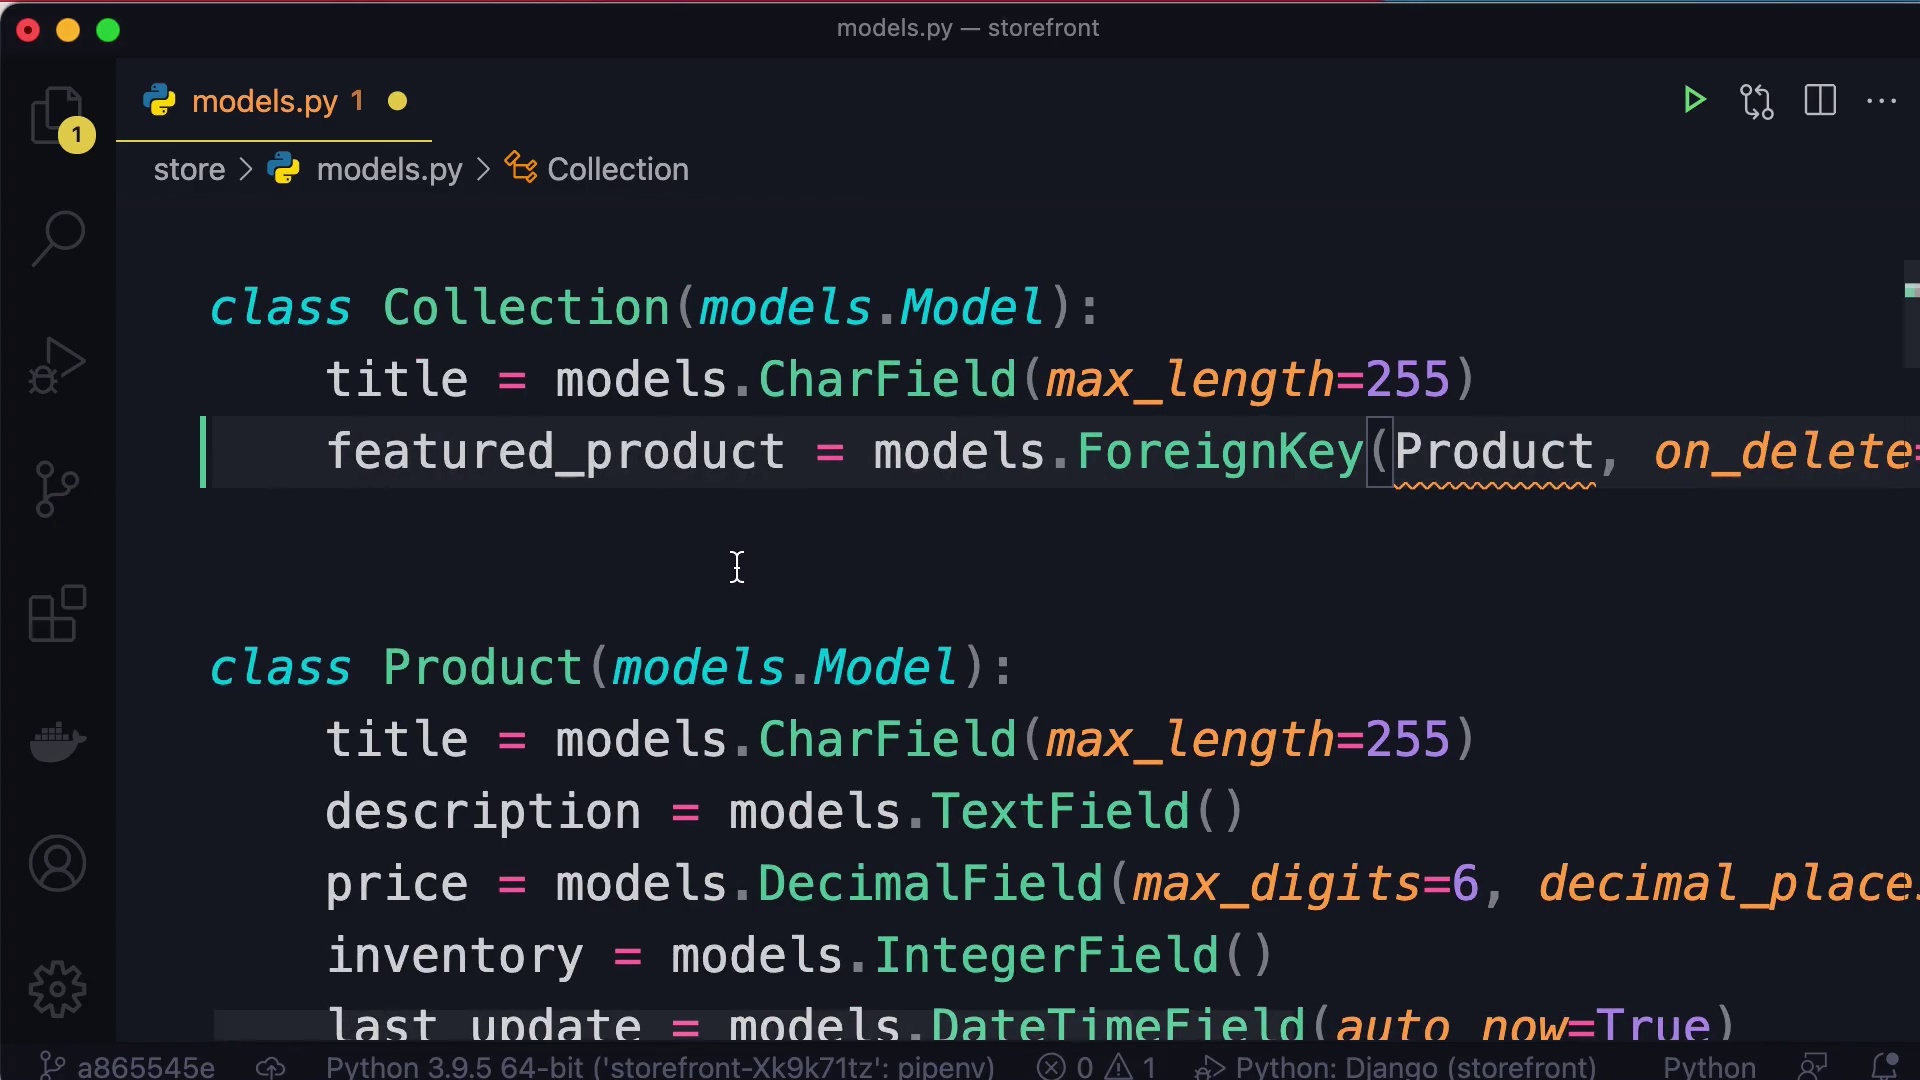 models.py — storefront
models.py 1
1
store > models.py > Collection
class Collection(models.Model):
title = models.CharField(max_length=255)
featured_product = models.ForeignKey(Product, on_delete=
class Product(models.Model):
title = models.CharField(max_length=255)
description = models.TextField()
price = models.DecimalField(max_digits=6, decimal_places
inventory = models.IntegerField()
last_update = models.DateTimeField(auto_now=True)
a865545e Python 3.9.5 64-bit ('storefront-Xk9k71tz': pipenv) 0 1 Python: Django (storefront) Python